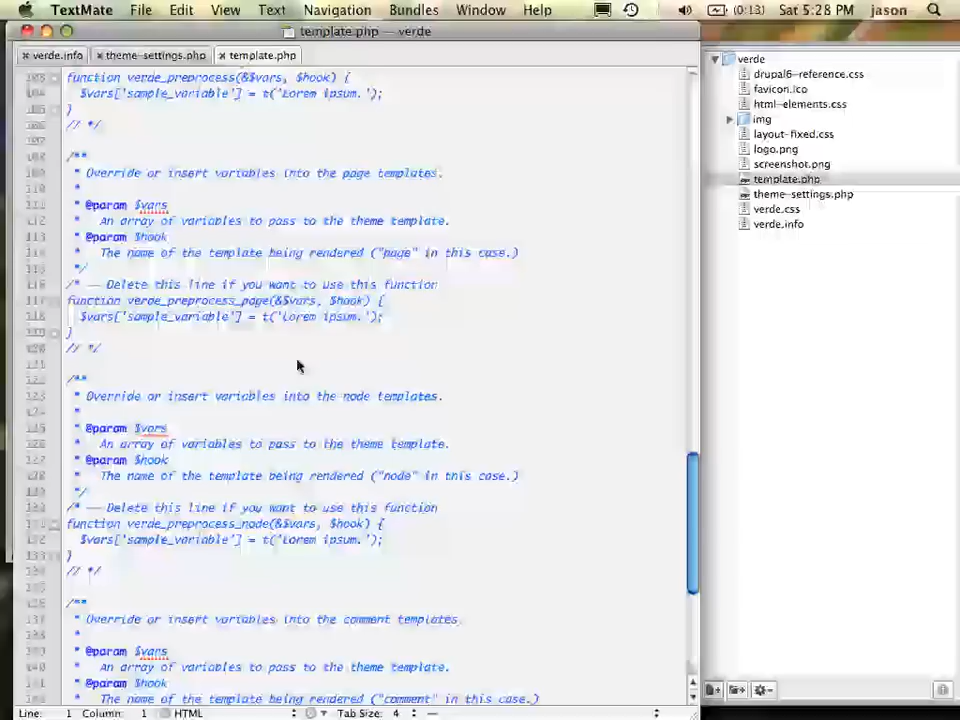 TextMate File Edit View Text Navigation Bundles Window Help (0:13) Sat 5:28 PM jason
template.php — verde
verde.info theme-settings.php template.php
function verde_preprocess(&$vars, $hook) {
$vars['sample_variable'] = t('Lorem ipsum.');
}
// */
/**
* Override or insert variables into the page templates.
*
* @param $vars
* An array of variables to pass to the theme template.
* @param $hook
* The name of the template being rendered ("page" in this case.)
*/
/* -- Delete this line if you want to use this function
function verde_preprocess_page(&$vars, $hook) {
$vars['sample_variable'] = t('Lorem ipsum.');
}
// */
/**
* Override or insert variables into the node templates.
*
* @param $vars
* An array of variables to pass to the theme template.
* @param $hook
* The name of the template being rendered ("node" in this case.)
*/
/* -- Delete this line if you want to use this function
function verde_preprocess_node(&$vars, $hook) {
$vars['sample_variable'] = t('Lorem ipsum.');
}
// */
/**
* Override or insert variables into the comment templates.
*
* @param $vars
* An array of variables to pass to the theme template.
* @param $hook
* The name of the template being rendered ("comment" in this case.)
Line: 1 Column: 1 HTML Tab Size: 4 —
verde
drupal6-reference.css
favicon.ico
html-elements.css
img
layout-fixed.css
logo.png
screenshot.png
template.php
theme-settings.php
verde.css
verde.info